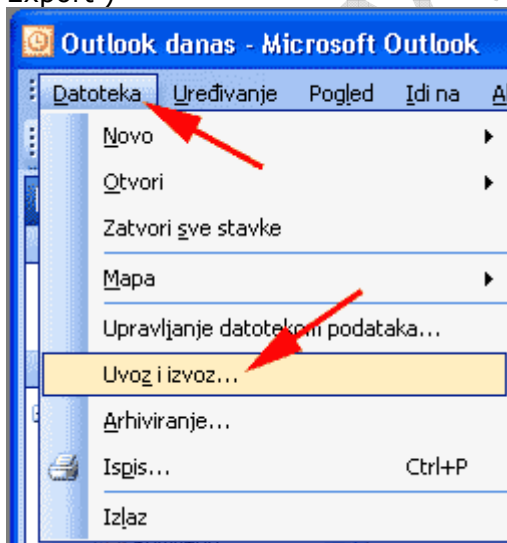 Export")
Outlook danas - Microsoft Outlook
Datoteka Uređivanje Pogled Idi na
Novo
Otvori
Zatvori sve stavke
Mapa
Upravljanje datotekom podataka...
Uvoz i izvoz...
Arhiviranje...
Ispis... Ctrl+P
Izlaz